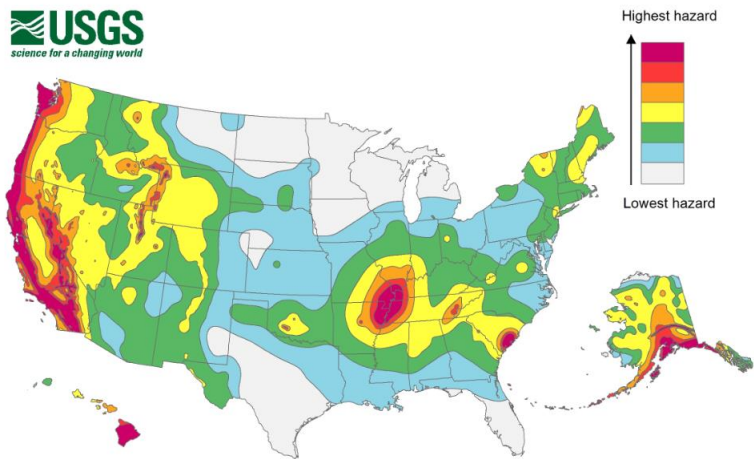 USGS
science for a changing world
Highest hazard
Lowest hazard